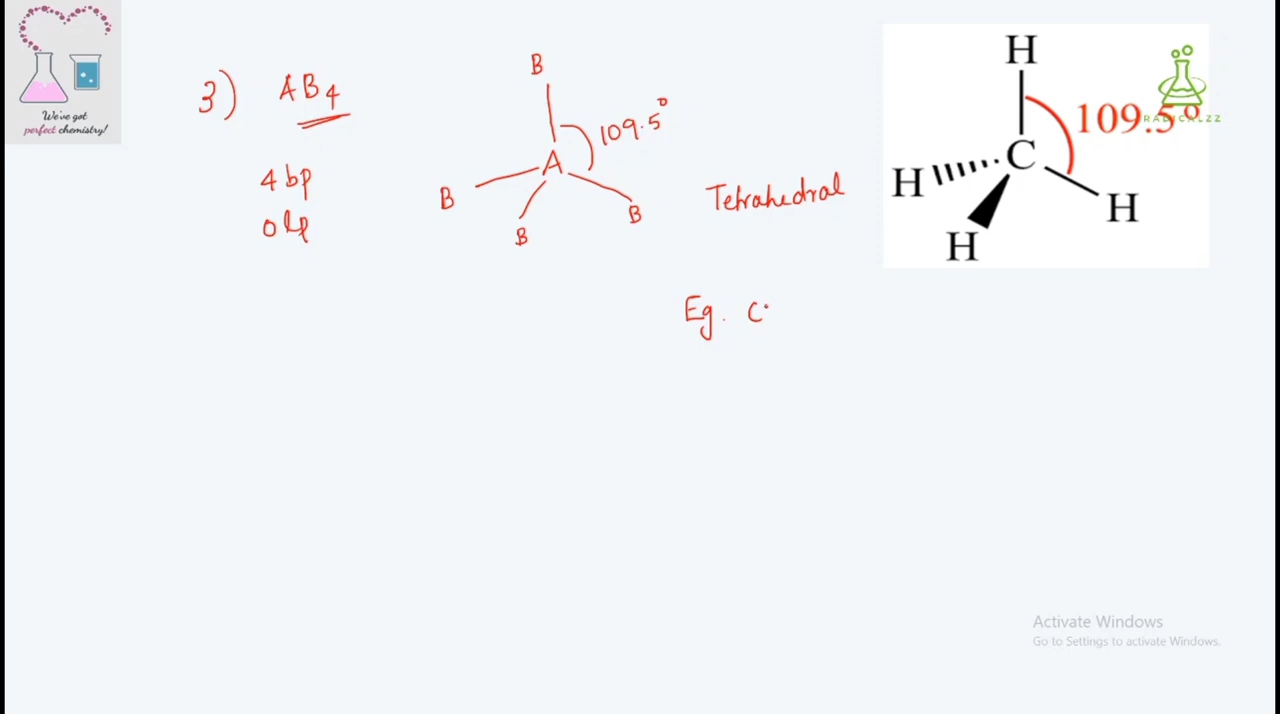 We've got
perfect chemistry!
3) AB4
4 bp
0 lp
B
A
B
B
B
109.5°
Tetrahedral
H
C
H
H
H
109.5°
RADICALZZ
Eg. C
Activate Windows
Go to Settings to activate Windows.